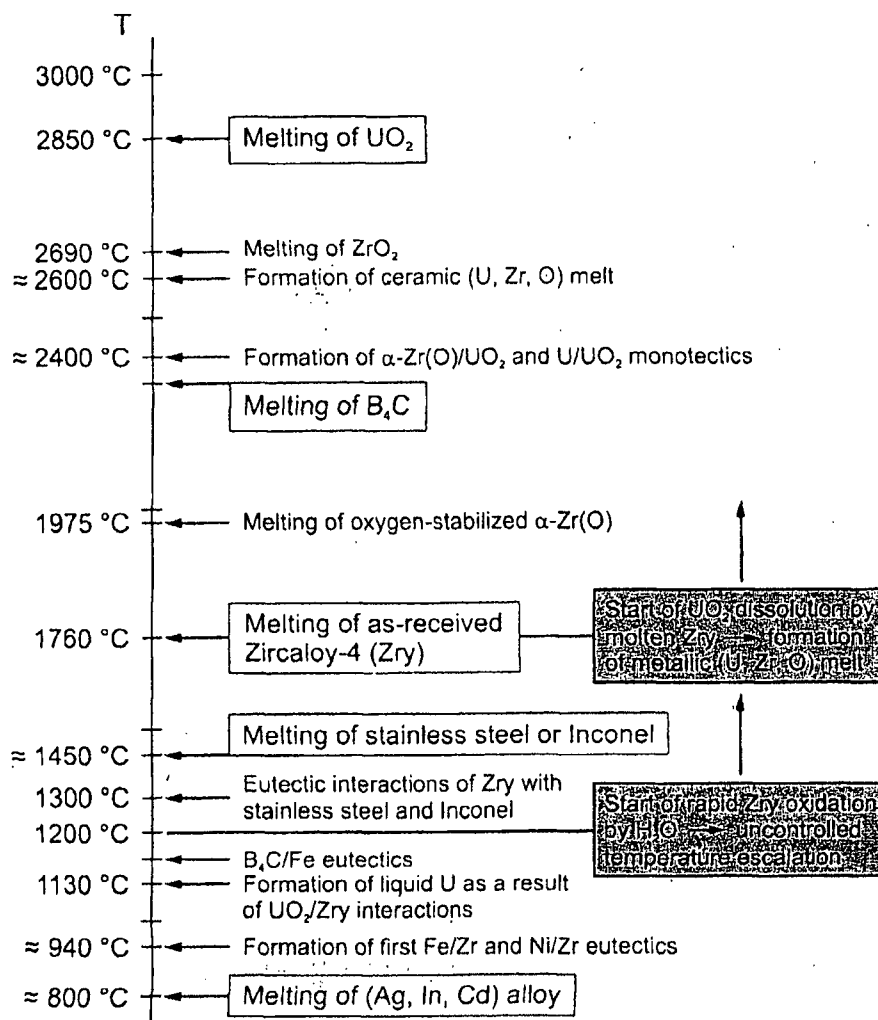 T
3000 °C
2850 °C
Melting of UO₂
2690 °C
Melting of ZrO₂
≈ 2600 °C
Formation of ceramic (U, Zr, O) melt
≈ 2400 °C
Formation of α-Zr(O)/UO₂ and U/UO₂ monotectics
Melting of B₄C
1975 °C
Melting of oxygen-stabilized α-Zr(O)
1760 °C
Melting of as-received
Zircaloy-4 (Zry)
Start of UO₂ dissolution by
molten Zry → formation
of metallic (U, Zr, O) melt
Melting of stainless steel or Inconel
≈ 1450 °C
1300 °C
Eutectic interactions of Zry with
stainless steel and Inconel
1200 °C
Start of rapid Zry oxidation
by H₂O → uncontrolled
temperature escalation
B₄C/Fe eutectics
1130 °C
Formation of liquid U as a result
of UO₂/Zry interactions
≈ 940 °C
Formation of first Fe/Zr and Ni/Zr eutectics
≈ 800 °C
Melting of (Ag, In, Cd) alloy